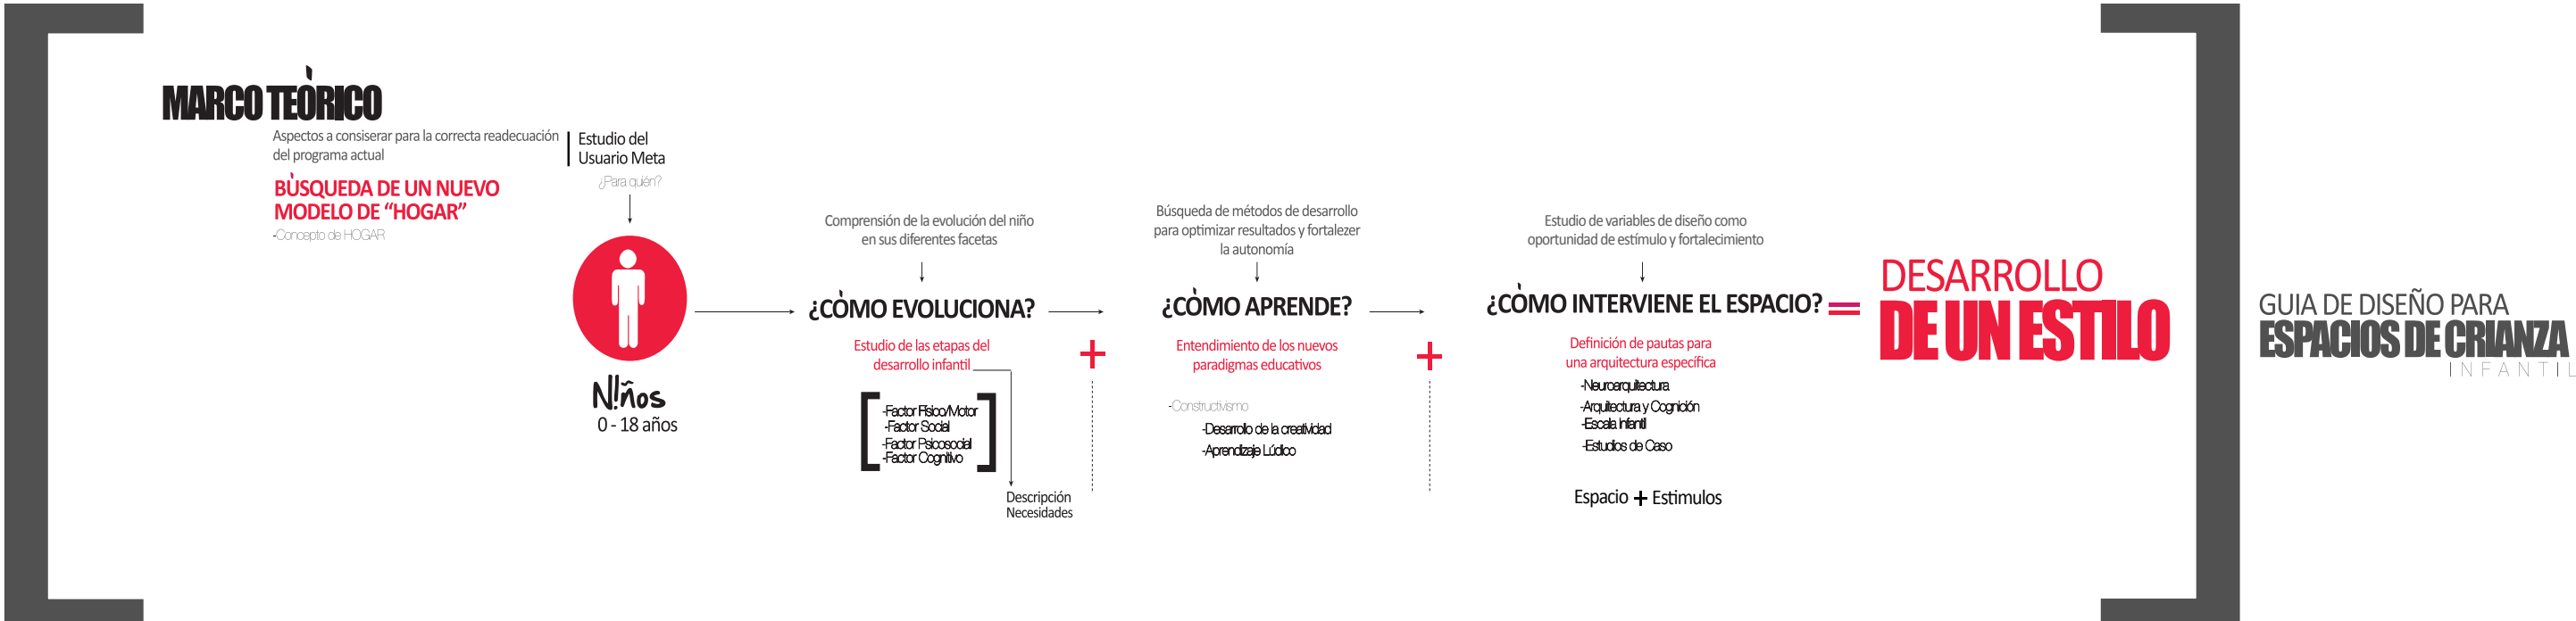 MARCO TEÒRICO
Aspectos a consiserar para la correcta readecuación
del programa actual
BÙSQUEDA DE UN NUEVO
MODELO DE “HOGAR”
-Concepto de HOGAR
Estudio del
Usuario Meta
¿Para quién?
N!ños
0 - 18 años
Comprensión de la evolución del niño
en sus diferentes facetas
¿CÒMO EVOLUCIONA?
Estudio de las etapas del
desarrollo infantil
-Factor Físico/Motor
-Factor Social
-Factor Psicosocial
-Factor Cognitivo
Descripción
Necesidades
+
Búsqueda de métodos de desarrollo
para optimizar resultados y fortalezer
la autonomía
¿CÒMO APRENDE?
Entendimiento de los nuevos
paradigmas educativos
-Constructivismo
-Desarrollo de la creatividad
-Aprendizaje Lúdico
+
Estudio de variables de diseño como
oportunidad de estímulo y fortalecimiento
¿CÒMO INTERVIENE EL ESPACIO?
Definición de pautas para
una arquitectura específica
-Neuroarquitectura
-Arquitectura y Cognición
-Escala Infantil
-Estudios de Caso
Espacio + Estimulos
=
DESARROLLO
DE UN ESTILO
GUIA DE DISEÑO PARA
ESPACIOS DE CRIANZA
INFANTIL